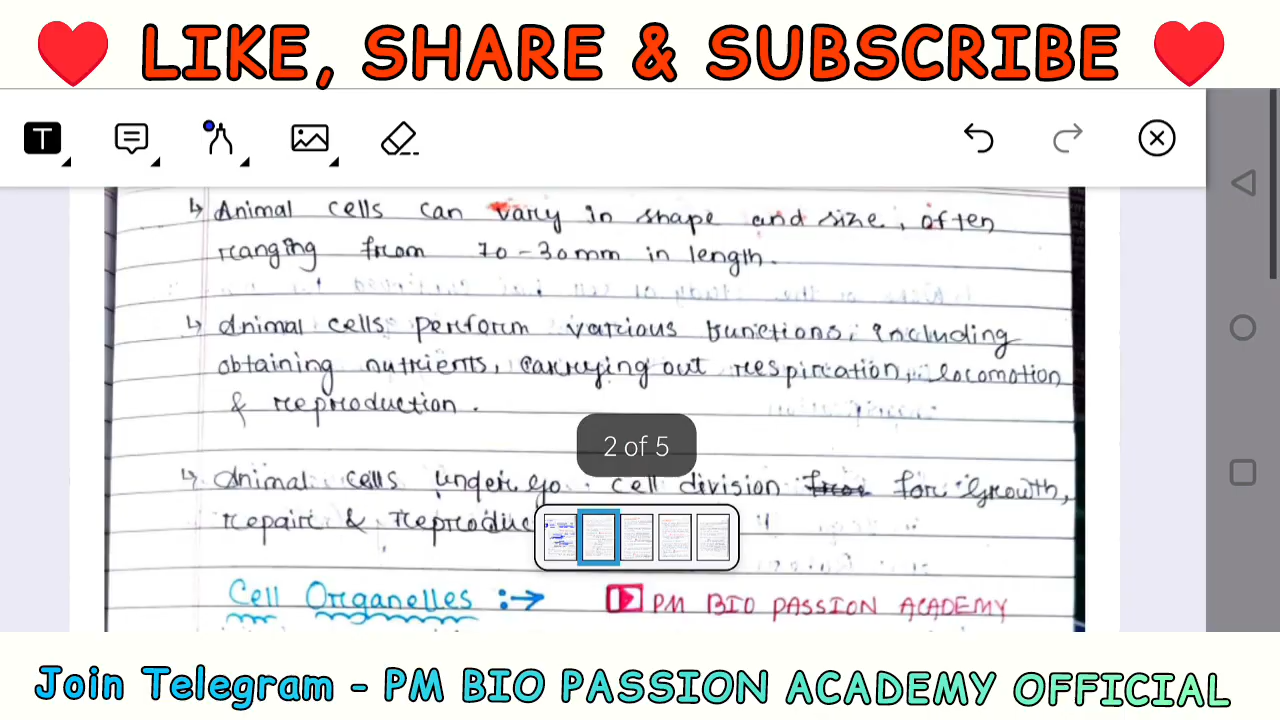 LIKE, SHARE & SUBSCRIBE
T
↳ Animal cells can vary in shape and size, often
ranging from 10-30mm in length.
↳ Animal cells perform various functions, including
obtaining nutrients, carrying out respiration, locomotion
& reproduction.
2 of 5
↳ Animal cells under go cell division for growth,
repair & Reproduc
Cell Organelles :→ PM BIO PASSION ACADEMY
Join Telegram - PM BIO PASSION ACADEMY OFFICIAL